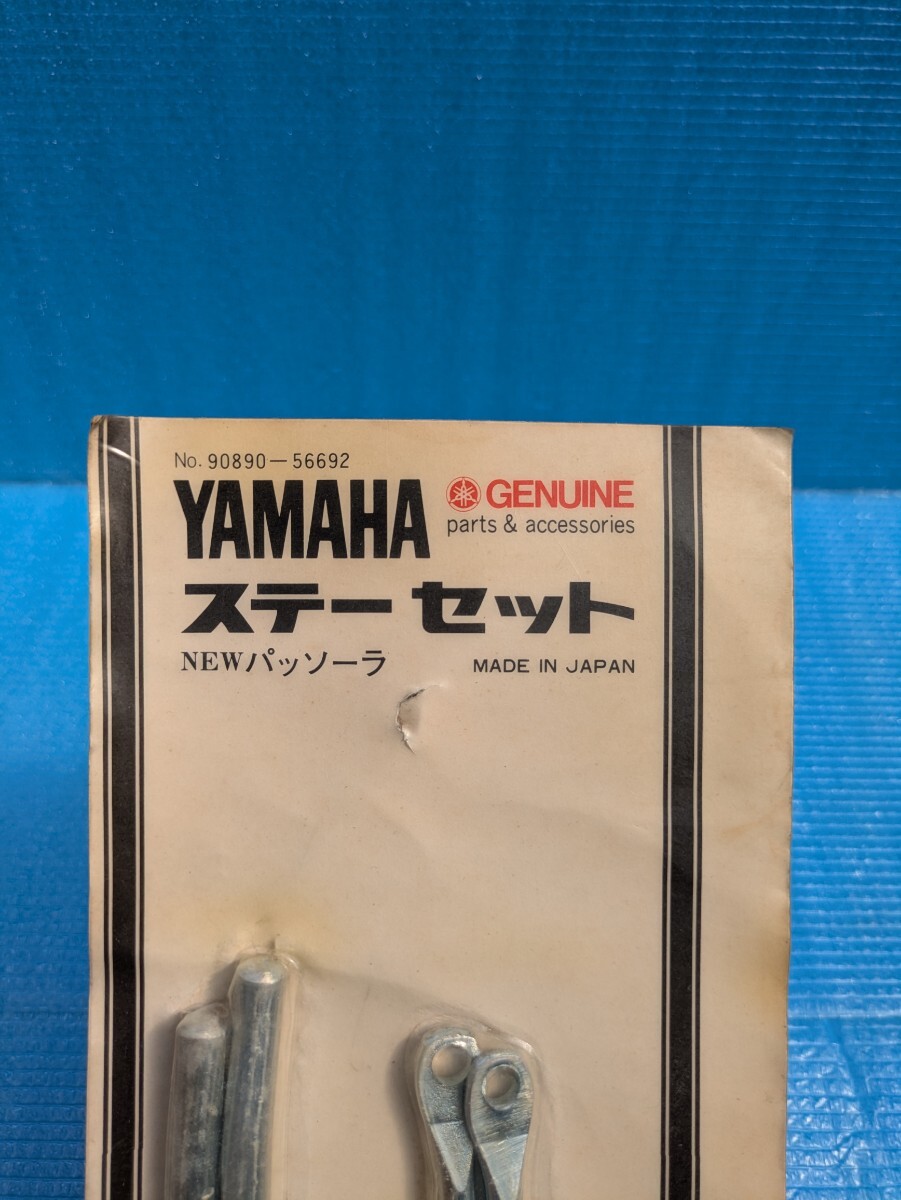 No. 90890-56692
YAMAHA GENUINE
parts & accessories
ステー セット
NEWパッソーラ MADE IN JAPAN